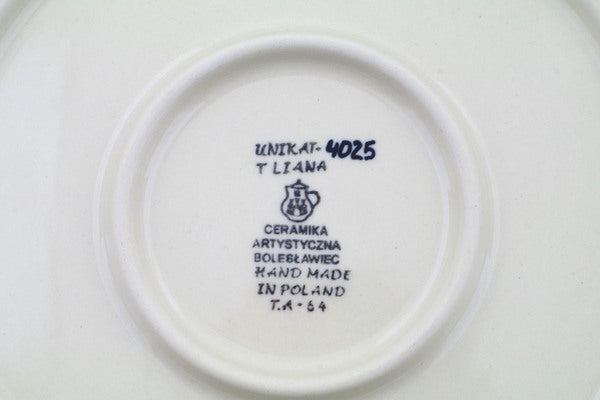 UNIKAT-4025
T LIANA
CERAMIKA
ARTYSTYCZNA
BOLESŁAWIEC
HAND MADE
IN POLAND
T.A-64